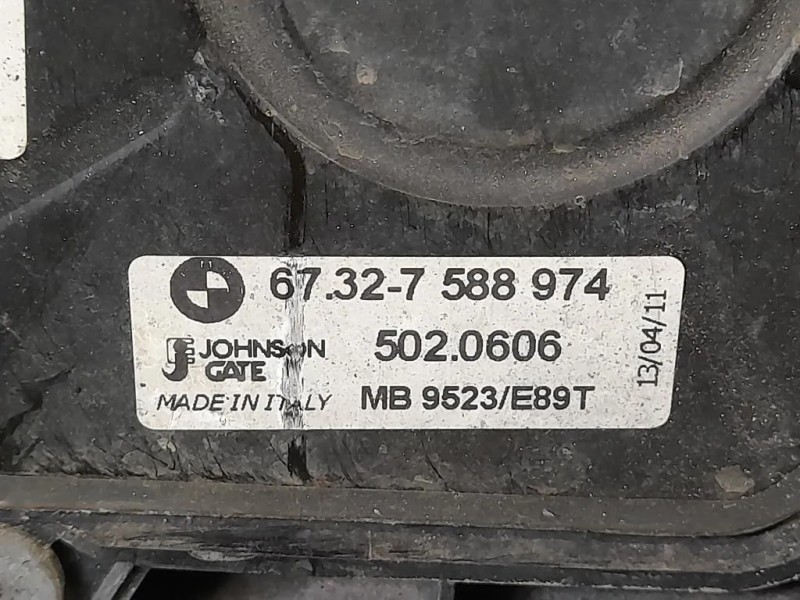 67.32-7 588 974
JOHNSON
GATE
502.0606
MADE IN ITALY
MB 9523/E89T
13/04/11